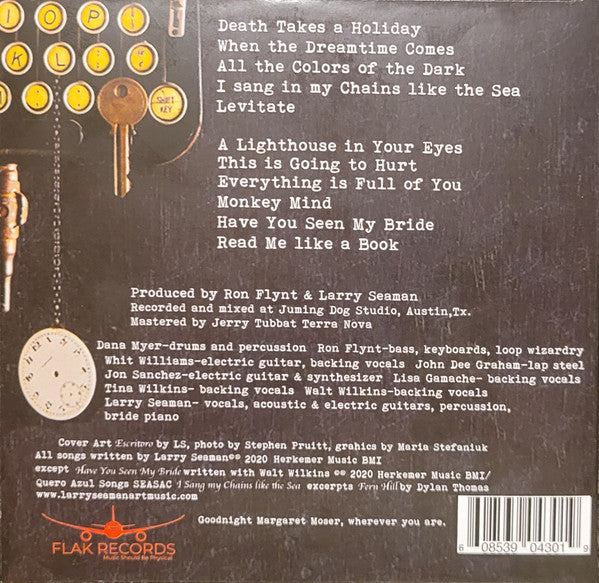 I O P
K L
SHIFT
KEY
Death Takes a Holiday
When the Dreamtime Comes
All the Colors of the Dark
I sang in my Chains like the Sea
Levitate
A Lighthouse in Your Eyes
This is Going to Hurt
Everything is Full of You
Monkey Mind
Have You Seen My Bride
Read Me like a Book
Produced by Ron Flynt & Larry Seaman
Recorded and mixed at Juming Dog Studio, Austin,Tx.
Mastered by Jerry Tubbat Terra Nova
Dana Myer-drums and percussion Ron Flynt-bass, keyboards, loop wizardry
Whit Williams-electric guitar, backing vocals John Dee Graham-lap steel
Jon Sanchez-electric guitar & synthesizer Lisa Gamache- backing vocals
Tina Wilkins- backing vocals Walt Wilkins-backing vocals
Larry Seaman- vocals, acoustic & electric guitars, percussion,
bride piano
Cover Art Escritoro by LS, photo by Stephen Pruitt, grahics by Maria Stefaniuk
All songs written by Larry Seaman©℗ 2020 Herkemer Music BMI
except Have You Seen My Bride written with Walt Wilkins ©℗ 2020 Herkemer Music BMI/
Quero Azul Songs SEASAC I Sang my Chains like the Sea excerpts Fern Hill by Dylan Thomas
www.larryseamanartmusic.com
Goodnight Margaret Moser, wherever you are.
FLAK RECORDS
Music Should Be Physical
6 08539 04301 9